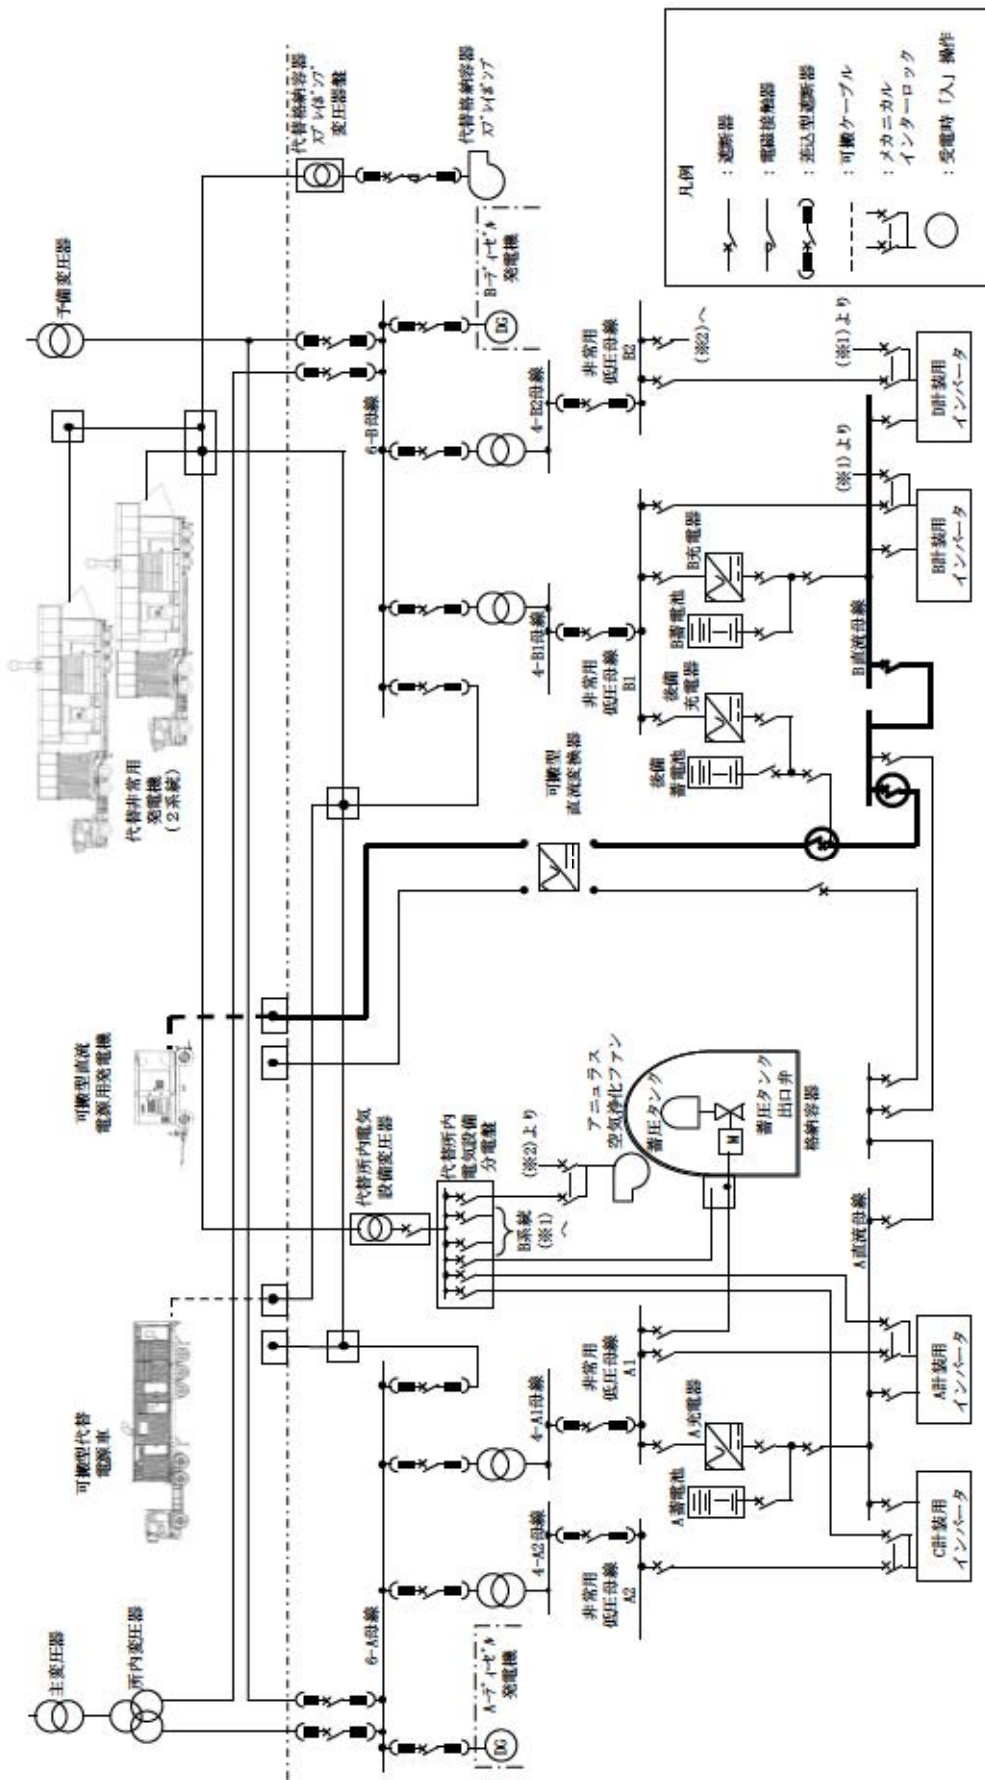 主変圧器
所内変圧器
可搬型代替
電源車
可搬型直流
電源用発電機
代替非常用
発電機
(2系統)
予備変圧器
代替格納容器
スプレイポンプ
変圧器盤
代替格納容器
スプレイポンプ
6-A母線
A-ディーゼル
発電機
DG
4-A2母線
4-A1母線
非常用
低圧母線
A2
非常用
低圧母線
A1
A蓄電池
A充電器
A直流母線
C計装用
インバータ
A計装用
インバータ
代替所内電気
設備変圧器
代替所内
電気設備
分電盤
B系統
(※1)
へ
(※2)より
アニュラス
空気浄化ファン
蓄圧タンク
M
蓄圧タンク
出口弁
格納容器
可搬型
直流変換器
6-B母線
B-ディーゼル
発電機
DG
4-B1母線
4-B2母線
非常用
低圧母線
B1
非常用
低圧母線
B2
(※2)へ
後備
蓄電池
後備
充電器
B蓄電池
B充電器
B直流母線
(※1)より
(※1)より
B計装用
インバータ
D計装用
インバータ
凡例
:遮断器
:電磁接触器
:差込型遮断器
:可搬ケーブル
:メカニカル
インターロック
:受電時「入」操作